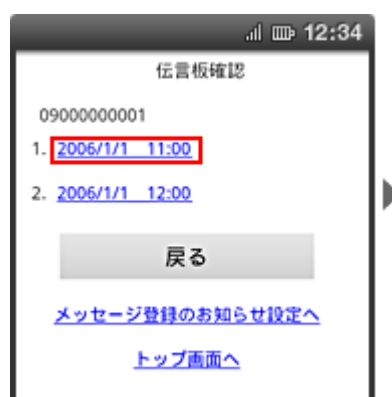 12:34
伝言板確認
09000000001
1. 2006/1/1 11:00
2. 2006/1/1 12:00
戻る
メッセージ登録のお知らせ設定へ
トップ画面へ